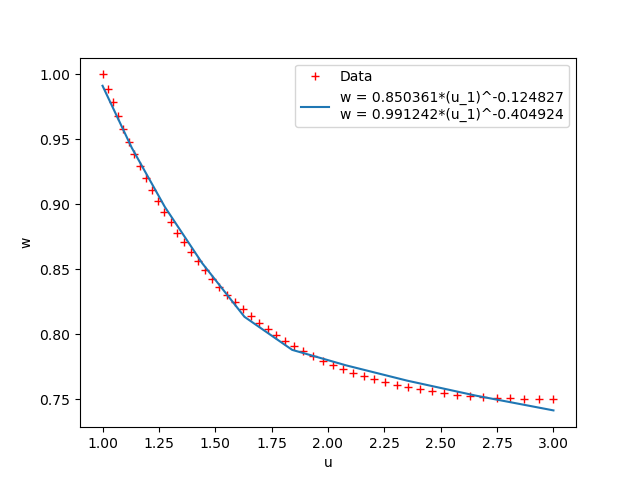 Data
w = 0.850361*(u_1)^-0.124827
w = 0.991242*(u_1)^-0.404924
1.00
0.95
0.90
0.85
0.80
0.75
w
1.00 1.25 1.50 1.75 2.00 2.25 2.50 2.75 3.00
u